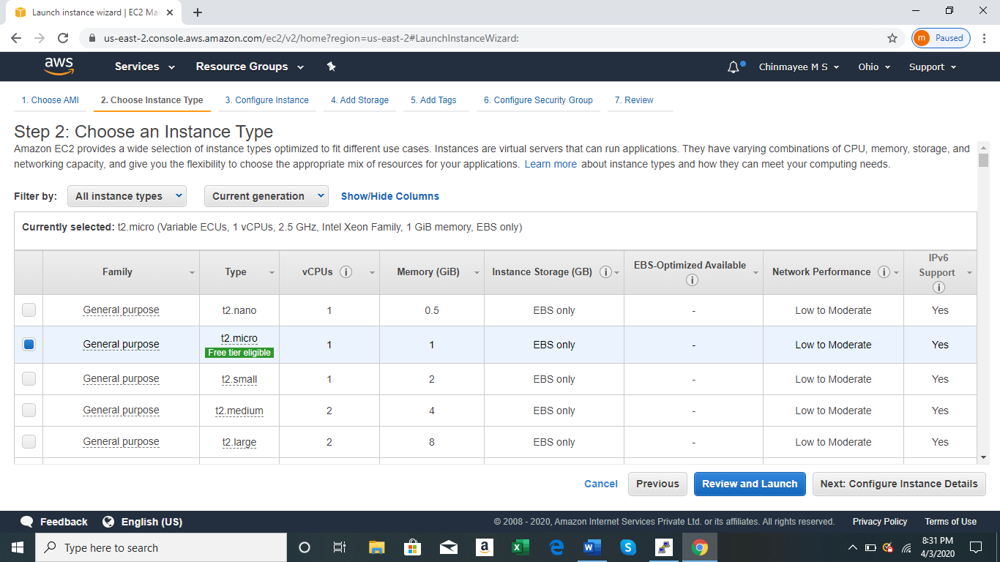 Launch instance wizard | EC2 Ma
us-east-2.console.aws.amazon.com/ec2/v2/home?region=us-east-2#LaunchInstanceWizard:
m Paused
aws Services Resource Groups Chinmayee M S Ohio Support
1. Choose AMI 2. Choose Instance Type 3. Configure Instance 4. Add Storage 5. Add Tags 6. Configure Security Group 7. Review
Step 2: Choose an Instance Type
Amazon EC2 provides a wide selection of instance types optimized to fit different use cases. Instances are virtual servers that can run applications. They have varying combinations of CPU, memory, storage, and
networking capacity, and give you the flexibility to choose the appropriate mix of resources for your applications. Learn more about instance types and how they can meet your computing needs.
Filter by: All instance types Current generation Show/Hide Columns
Currently selected: t2.micro (Variable ECUs, 1 vCPUs, 2.5 GHz, Intel Xeon Family, 1 GiB memory, EBS only)
Family Type vCPUs Memory (GiB) Instance Storage (GB) EBS-Optimized Available Network Performance IPv6 Support
General purpose t2.nano 1 0.5 EBS only - Low to Moderate Yes
General purpose t2.micro 1 1 EBS only - Low to Moderate Yes
Free tier eligible
General purpose t2.small 1 2 EBS only - Low to Moderate Yes
General purpose t2.medium 2 4 EBS only - Low to Moderate Yes
General purpose t2.large 2 8 EBS only - Low to Moderate Yes
Cancel Previous Review and Launch Next: Configure Instance Details
Feedback English (US) © 2008 - 2020, Amazon Internet Services Private Ltd. or its affiliates. All rights reserved. Privacy Policy Terms of Use
Type here to search
8:31 PM
4/3/2020